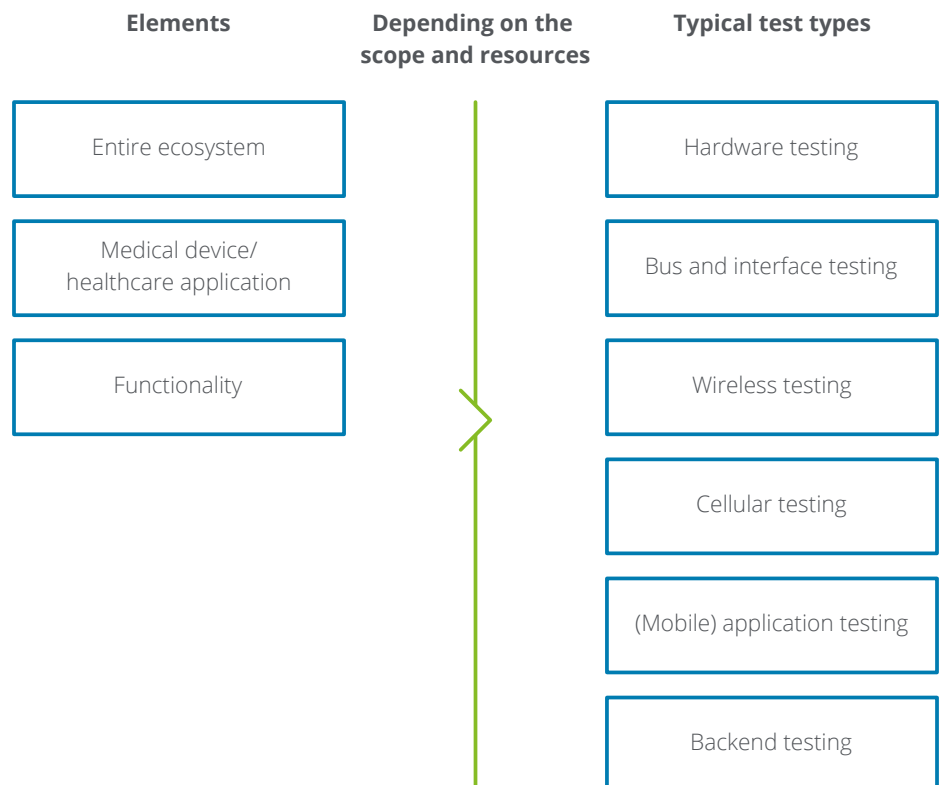 Elements
Depending on the
scope and resources
Typical test types
Entire ecosystem
Medical device/
healthcare application
Functionality
Hardware testing
Bus and interface testing
Wireless testing
Cellular testing
(Mobile) application testing
Backend testing